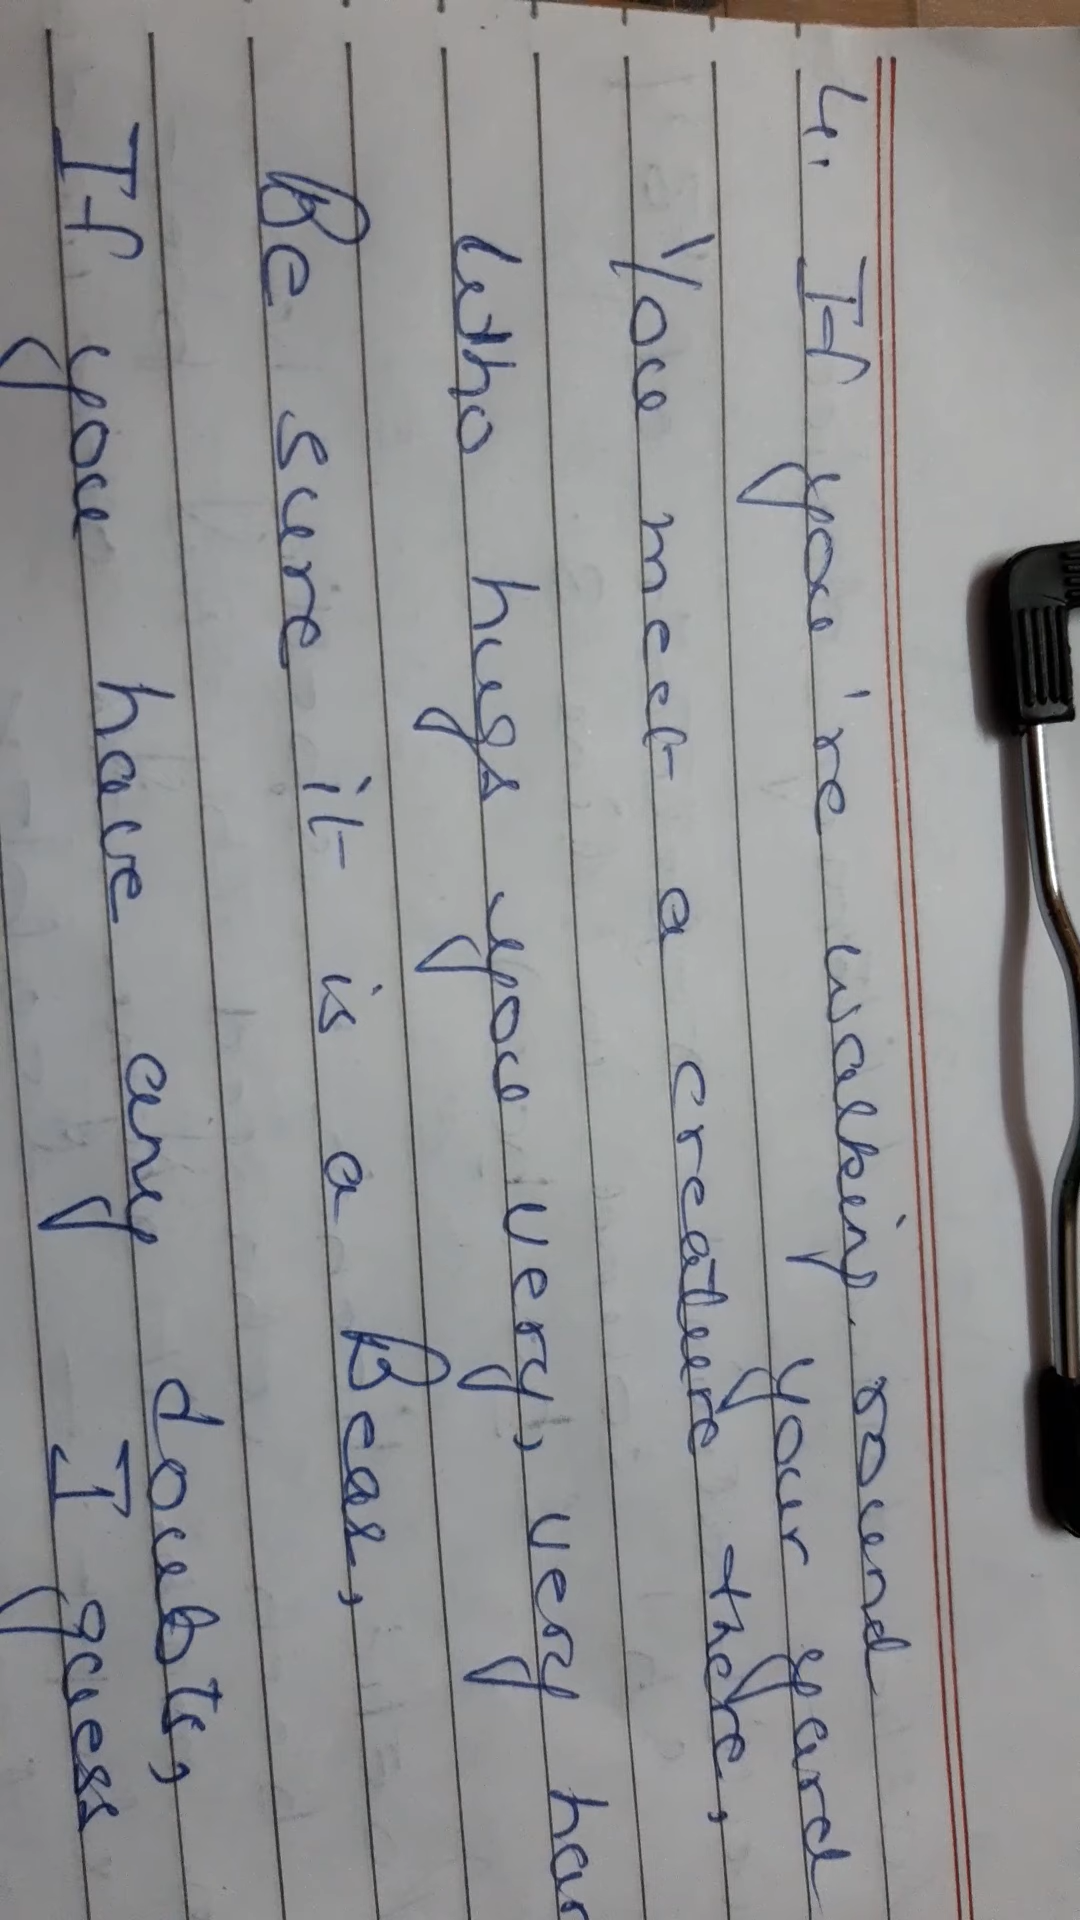 4. If you're walking round
your yard
You meet a creature there,
Who hugs you very, very har
Be sure it is a Bear,
If you have any doubts,
I guess